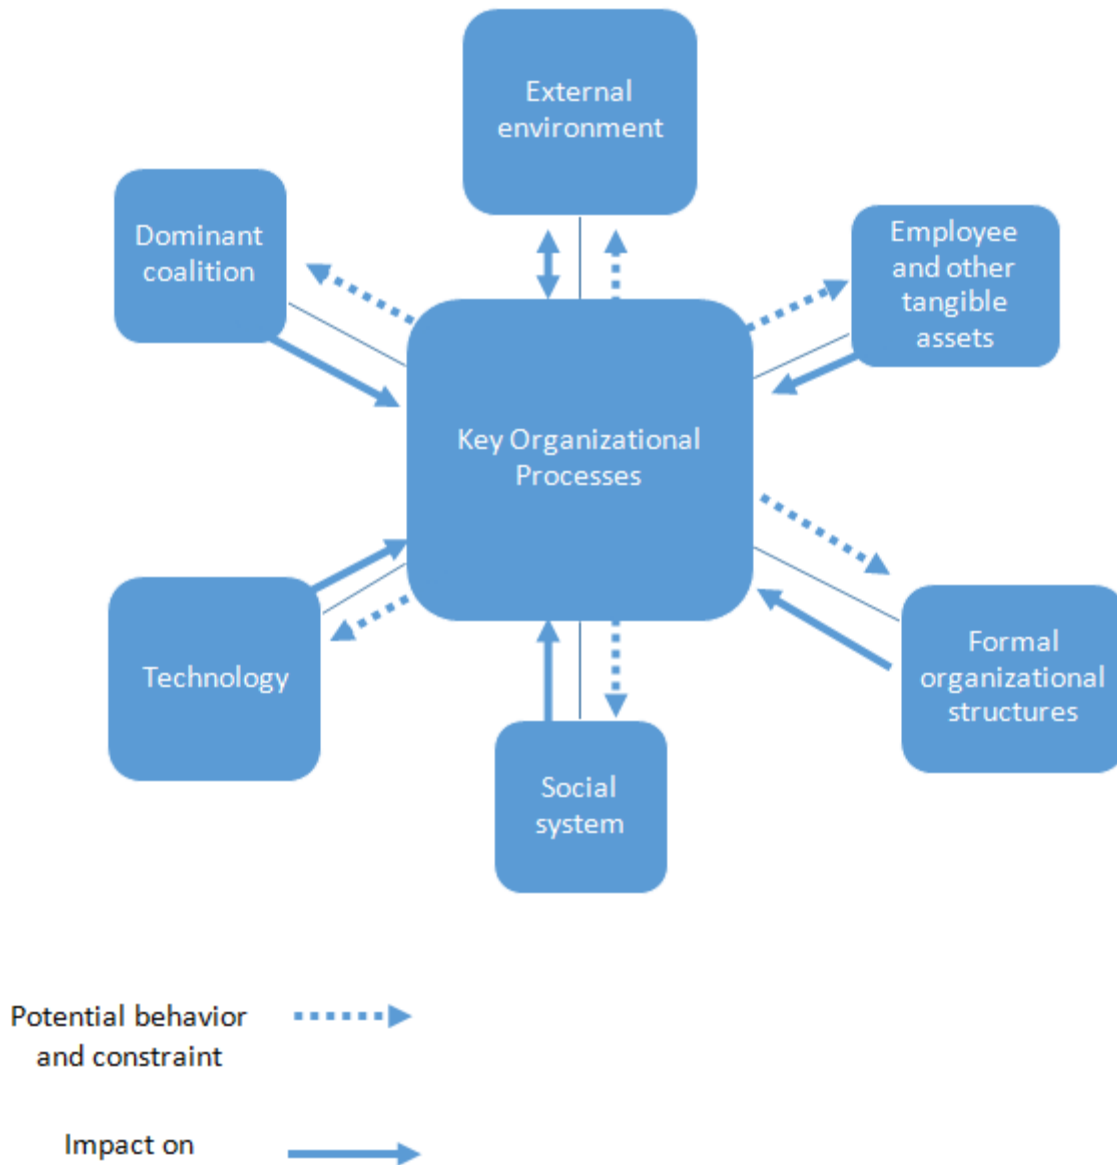 External
environment
Dominant
coalition
Employee
and other
tangible
assets
Key Organizational
Processes
Technology
Formal
organizational
structures
Social
system
Potential behavior
and constraint
Impact on